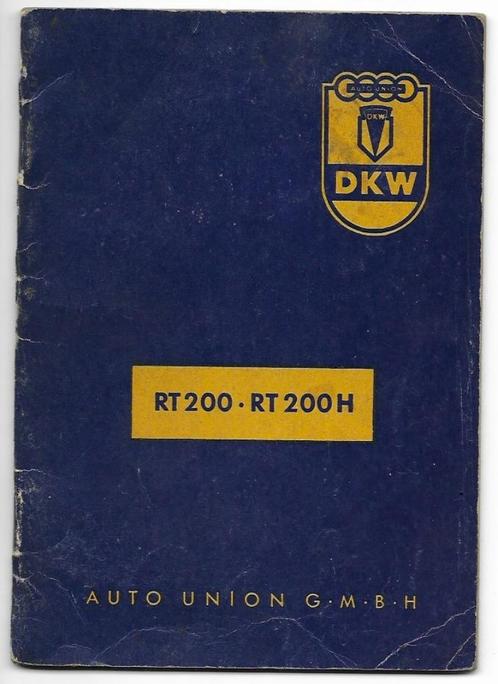 AUTO UNION
DKW
DKW
RT 200 · RT 200 H
AUTO UNION G·M·B·H